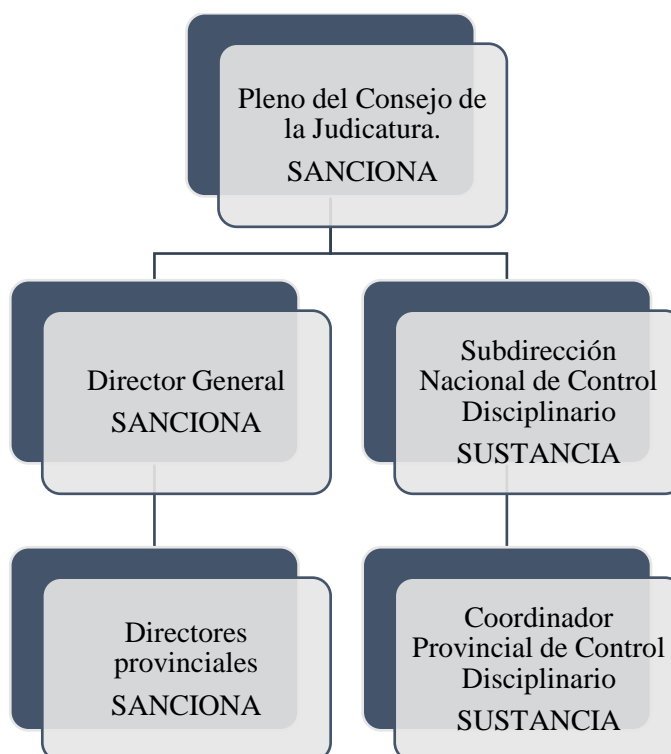 Pleno del Consejo de
la Judicatura.
SANCIONA
Director General
SANCIONA
Subdirección
Nacional de Control
Disciplinario
SUSTANCIA
Directores
provinciales
SANCIONA
Coordinador
Provincial de Control
Disciplinario
SUSTANCIA